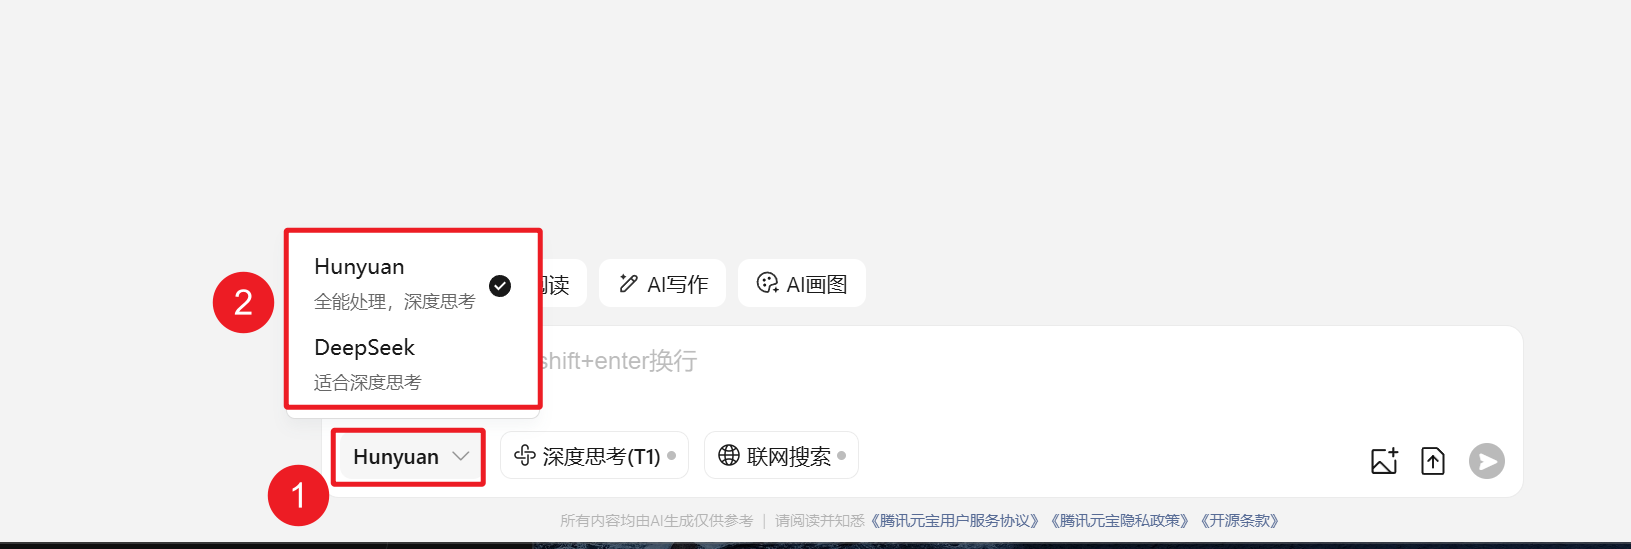 Hunyuan
全能处理，深度思考
DeepSeek
适合深度思考
2
读
AI写作
AI画图
shift+enter换行
Hunyuan
深度思考(T1)
联网搜索
1
所有内容均由AI生成仅供参考 | 请阅读并知悉《腾讯元宝用户服务协议》《腾讯元宝隐私政策》《开源条款》